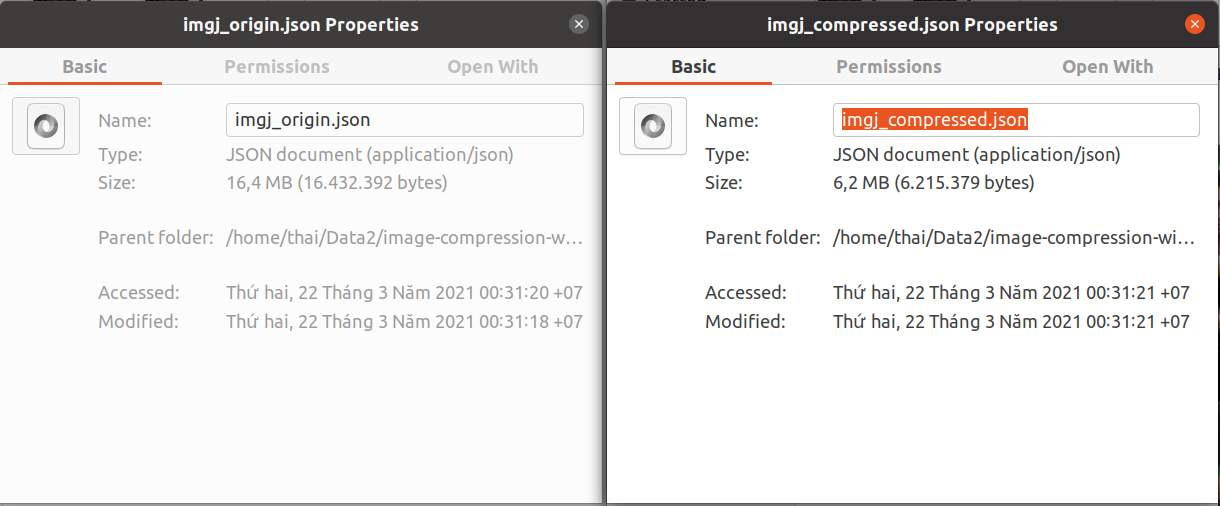 imgj_origin.json Properties
Basic Permissions Open With
Name: imgj_origin.json
Type: JSON document (application/json)
Size: 16,4 MB (16.432.392 bytes)
Parent folder: /home/thai/Data2/image-compression-w…
Accessed: Thứ hai, 22 Tháng 3 Năm 2021 00:31:20 +07
Modified: Thứ hai, 22 Tháng 3 Năm 2021 00:31:18 +07
imgj_compressed.json Properties
Basic Permissions Open With
Name: imgj_compressed.json
Type: JSON document (application/json)
Size: 6,2 MB (6.215.379 bytes)
Parent folder: /home/thai/Data2/image-compression-wi…
Accessed: Thứ hai, 22 Tháng 3 Năm 2021 00:31:21 +07
Modified: Thứ hai, 22 Tháng 3 Năm 2021 00:31:21 +07